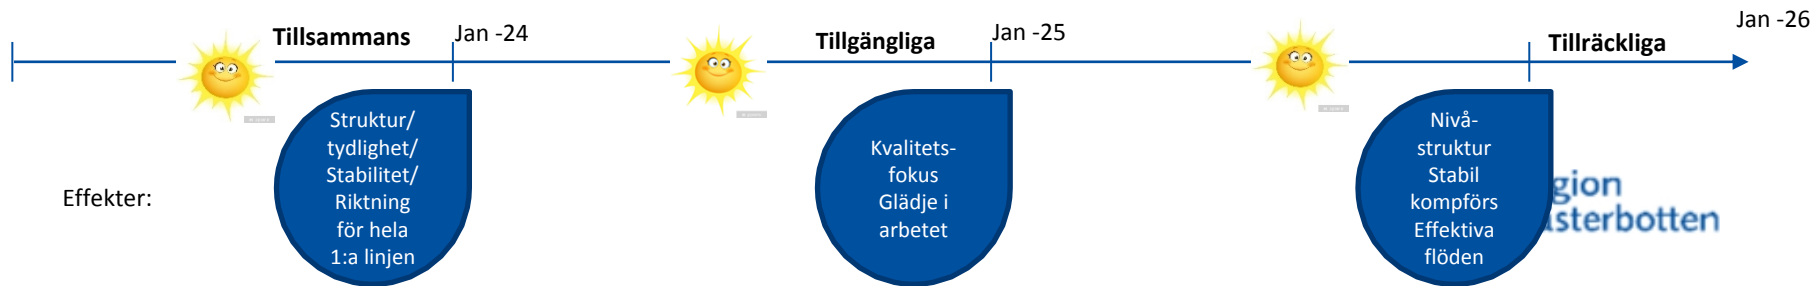 Tillsammans
Jan -24
Tillgängliga
Jan -25
Tillräckliga
Jan -26
Effekter:
Struktur/
tydlighet/
Stabilitet/
Riktning
för hela
1:a linjen
Kvalitets-
fokus
Glädje i
arbetet
Nivå-
struktur
Stabil
kompförs
Effektiva
flöden
gion
sterbotten